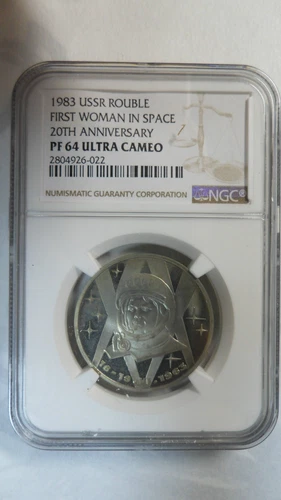 1983 USSR ROUBLE
FIRST WOMAN IN SPACE
20TH ANNIVERSARY
PF 64 ULTRA CAMEO
2804926-022
NUMISMATIC GUARANTY CORPORATION NGC®